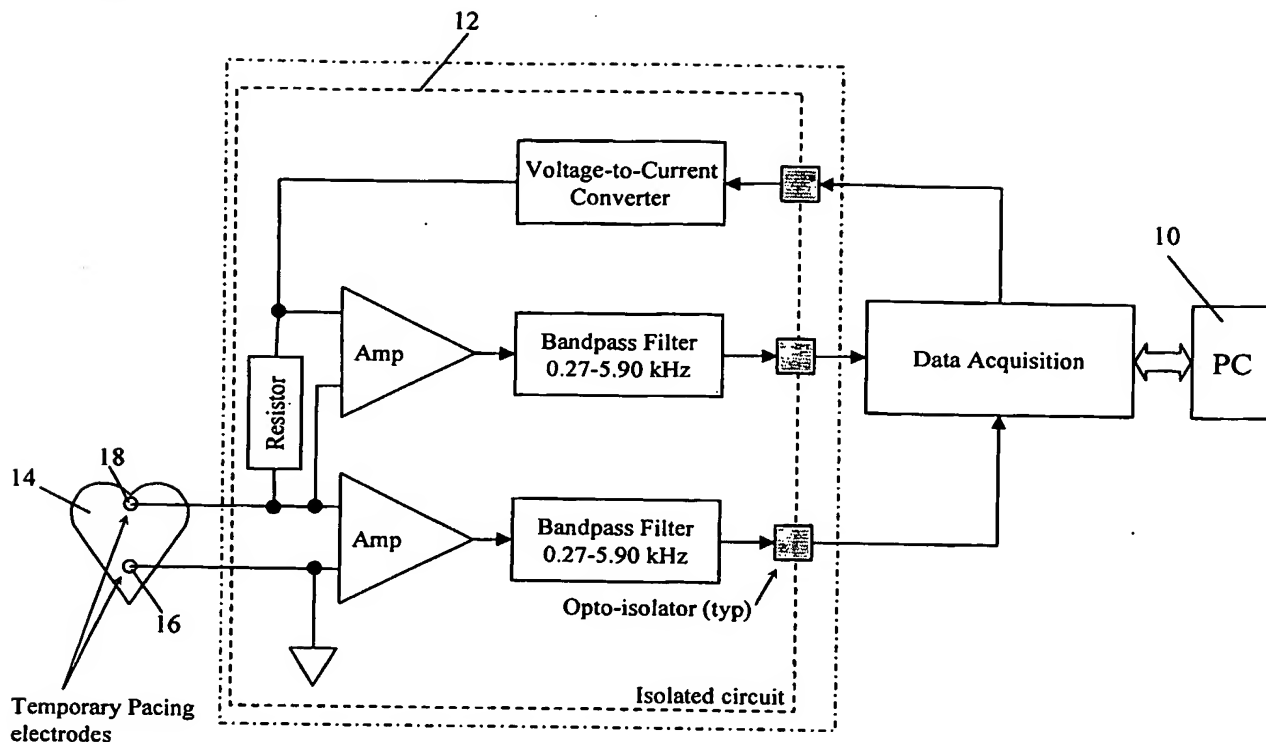 12
Voltage-to-Current
Converter
10
Amp
Bandpass Filter
0.27-5.90 kHz
Data Acquisition
PC
Resistor
18
14
Amp
Bandpass Filter
0.27-5.90 kHz
16
Opto-isolator (typ)
Temporary Pacing
electrodes
Isolated circuit